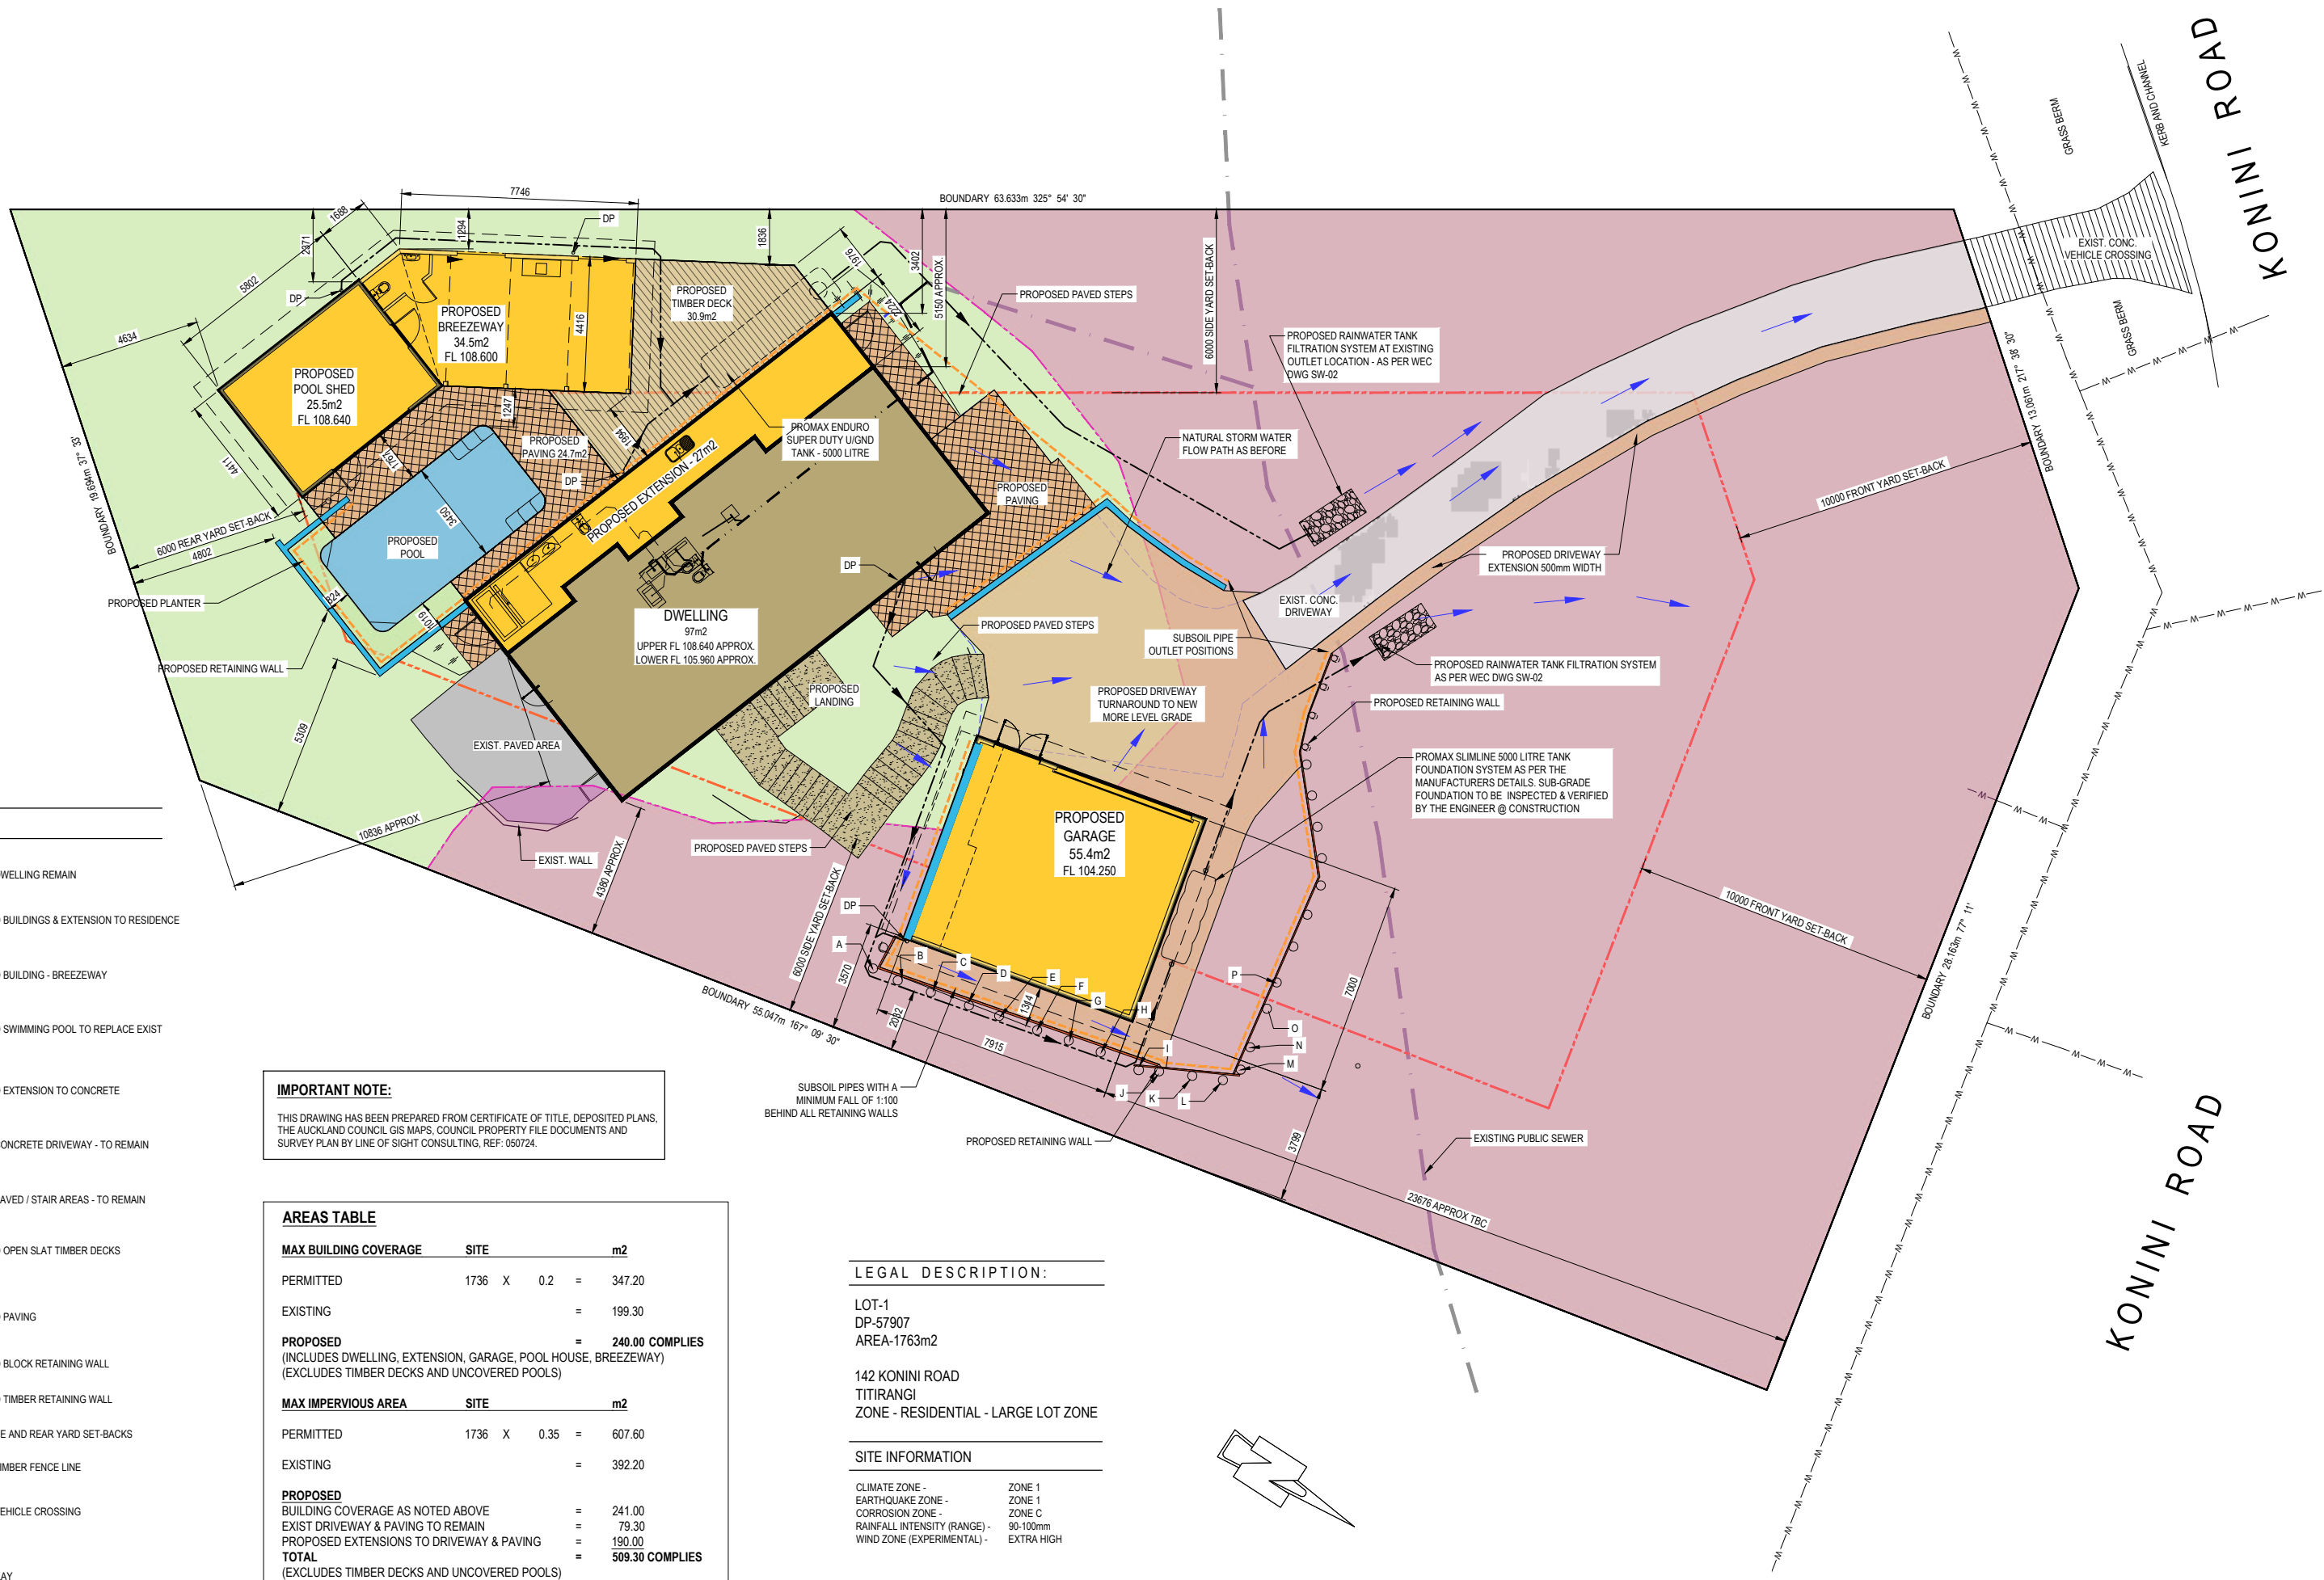 KONINI ROAD
KERB AND CHANNEL
GRASS BERM
EXIST. CONC.
VEHICLE CROSSING
GRASS BERM
BOUNDARY 63.633m 325° 54' 30"
7746
DP
1688
2371
1294
1836
1976
3402
5150 APPROX.
2224
6000 SIDE YARD SET-BACK
5802
DP
4634
PROPOSED
BREEZEWAY
34.5m2
FL 108.600
4416
PROPOSED
TIMBER DECK
30.9m2
PROPOSED PAVED STEPS
PROPOSED RAINWATER TANK
FILTRATION SYSTEM AT EXISTING
OUTLET LOCATION - AS PER WEC
DWG SW-02
PROPOSED
POOL SHED
25.5m2
FL 108.640
1247
1994
PROPOSED
PAVING 24.7m2
PROMAX ENDURO
SUPER DUTY U/GND
TANK - 5000 LITRE
NATURAL STORM WATER
FLOW PATH AS BEFORE
BOUNDARY 13.061m 217° 38' 30"
10000 FRONT YARD SET-BACK
BOUNDARY 19.694m 37° 33'
4411
1767
3450
DP
PROPOSED EXTENSION - 27m2
PROPOSED
PAVING
6000 REAR YARD SET-BACK
4802
PROPOSED
POOL
PROPOSED DRIVEWAY
EXTENSION 500mm WIDTH
DP
PROPOSED PLANTER
824
1019
DWELLING
97m2
UPPER FL 108.640 APPROX.
LOWER FL 105.960 APPROX.
PROPOSED PAVED STEPS
EXIST. CONC.
DRIVEWAY
SUBSOIL PIPE
OUTLET POSITIONS
PROPOSED RAINWATER TANK FILTRATION SYSTEM
AS PER WEC DWG SW-02
PROPOSED RETAINING WALL
PROPOSED
LANDING
PROPOSED DRIVEWAY
TURNAROUND TO NEW
MORE LEVEL GRADE
PROPOSED RETAINING WALL
5309
EXIST. PAVED AREA
PROMAX SLIMLINE 5000 LITRE TANK
FOUNDATION SYSTEM AS PER THE
MANUFACTURERS DETAILS. SUB-GRADE
FOUNDATION TO BE INSPECTED & VERIFIED
BY THE ENGINEER @ CONSTRUCTION
10836 APPROX
EXIST. WALL
4380 APPROX.
PROPOSED PAVED STEPS
PROPOSED
GARAGE
55.4m2
FL 104.250
6000 SIDE YARD SET-BACK
10000 FRONT YARD SET-BACK
BOUNDARY 28.163m 77° 11'
DP
A
B
C
D
E
F
G
H
I
J
K
L
M
N
O
P
3570
2032
1344
7915
7000
3799
BOUNDARY 55.047m 167° 09' 30"
SUBSOIL PIPES WITH A
MINIMUM FALL OF 1:100
BEHIND ALL RETAINING WALLS
PROPOSED RETAINING WALL
EXISTING PUBLIC SEWER
23676 APPROX TBC
KONINI ROAD
WELLING REMAIN
BUILDINGS & EXTENSION TO RESIDENCE
BUILDING - BREEZEWAY
SWIMMING POOL TO REPLACE EXIST
EXTENSION TO CONCRETE
ONCRETE DRIVEWAY - TO REMAIN
AVED / STAIR AREAS - TO REMAIN
OPEN SLAT TIMBER DECKS
PAVING
BLOCK RETAINING WALL
TIMBER RETAINING WALL
E AND REAR YARD SET-BACKS
IMBER FENCE LINE
EHICLE CROSSING
AY
IMPORTANT NOTE:
THIS DRAWING HAS BEEN PREPARED FROM CERTIFICATE OF TITLE, DEPOSITED PLANS,
THE AUCKLAND COUNCIL GIS MAPS, COUNCIL PROPERTY FILE DOCUMENTS AND
SURVEY PLAN BY LINE OF SIGHT CONSULTING, REF: 050724.
AREAS TABLE
MAX BUILDING COVERAGE SITE m2
PERMITTED 1736 X 0.2 = 347.20
EXISTING = 199.30
PROPOSED = 240.00 COMPLIES
(INCLUDES DWELLING, EXTENSION, GARAGE, POOL HOUSE, BREEZEWAY)
(EXCLUDES TIMBER DECKS AND UNCOVERED POOLS)
MAX IMPERVIOUS AREA SITE m2
PERMITTED 1736 X 0.35 = 607.60
EXISTING = 392.20
PROPOSED
BUILDING COVERAGE AS NOTED ABOVE = 241.00
EXIST DRIVEWAY & PAVING TO REMAIN = 79.30
PROPOSED EXTENSIONS TO DRIVEWAY & PAVING = 190.00
TOTAL = 509.30 COMPLIES
(EXCLUDES TIMBER DECKS AND UNCOVERED POOLS)
LEGAL DESCRIPTION:
LOT-1
DP-57907
AREA-1763m2
142 KONINI ROAD
TITIRANGI
ZONE - RESIDENTIAL - LARGE LOT ZONE
SITE INFORMATION
CLIMATE ZONE - ZONE 1
EARTHQUAKE ZONE - ZONE 1
CORROSION ZONE - ZONE C
RAINFALL INTENSITY (RANGE) - 90-100mm
WIND ZONE (EXPERIMENTAL) - EXTRA HIGH
N